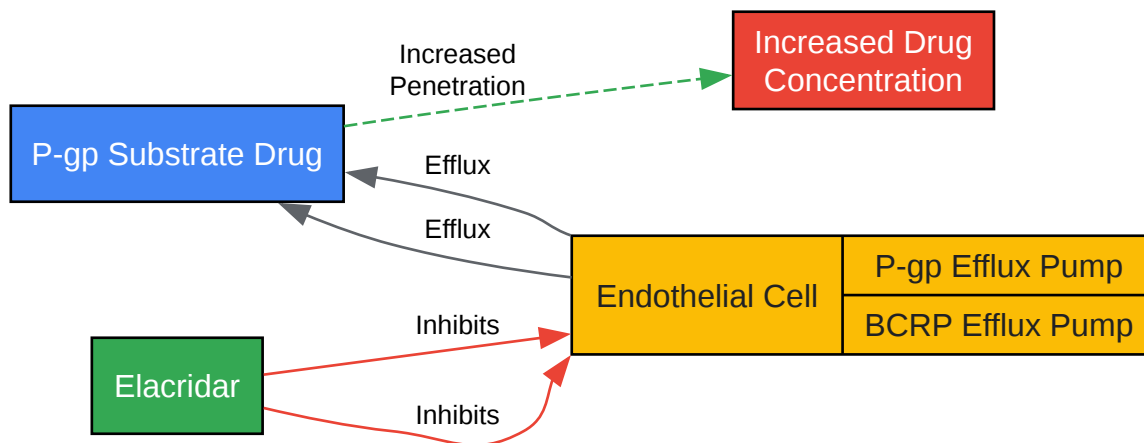 Increased Drug
Concentration
Increased
Penetration
P-gp Substrate Drug
Efflux
Efflux
Endothelial Cell
P-gp Efflux Pump
BCRP Efflux Pump
Inhibits
Elacridar
Inhibits